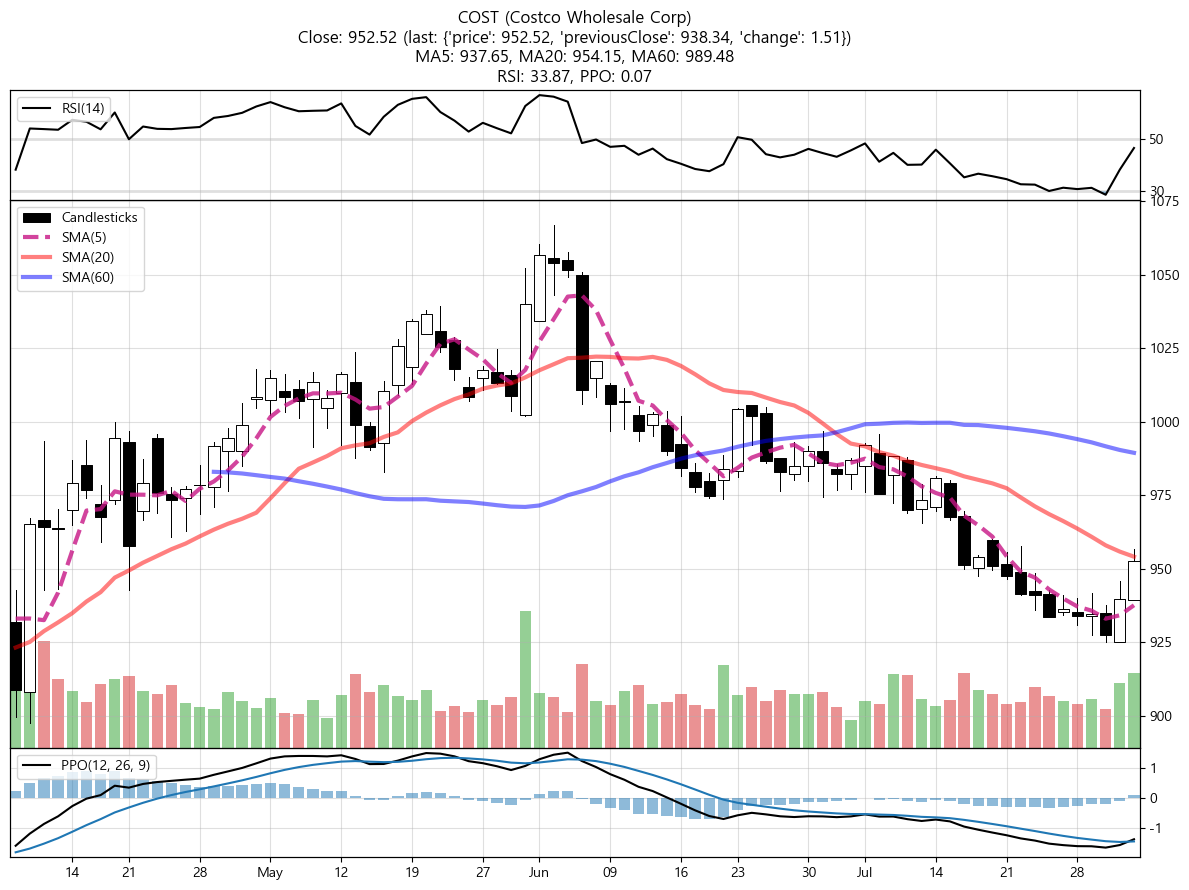 COST (Costco Wholesale Corp)
Close: 952.52 (last: {'price': 952.52, 'previousClose': 938.34, 'change': 1.51})
MA5: 937.65, MA20: 954.15, MA60: 989.48
RSI: 33.87, PPO: 0.07
RSI(14)
50
30
1075
Candlesticks
SMA(5)
SMA(20)
SMA(60)
1050
1025
1000
975
950
925
900
PPO(12, 26, 9)
1
0
-1
14 21 28 May 12 19 27 Jun 09 16 23 30 Jul 14 21 28